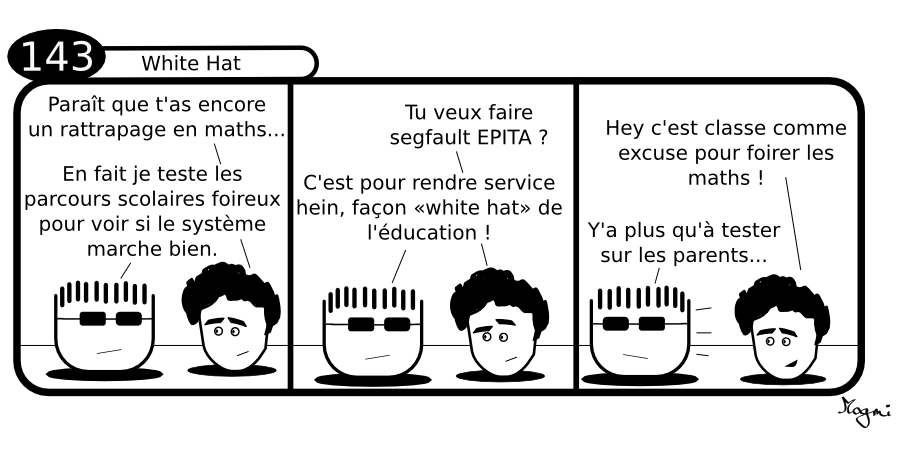 143
White Hat
Paraît que t'as encore
un rattrapage en maths...
En fait je teste les
parcours scolaires foireux
pour voir si le système
marche bien.
Tu veux faire
segfault EPITA ?
C'est pour rendre service
hein, façon «white hat» de
l'éducation !
Hey c'est classe comme
excuse pour foirer les
maths !
Y'a plus qu'à tester
sur les parents...
Magmi